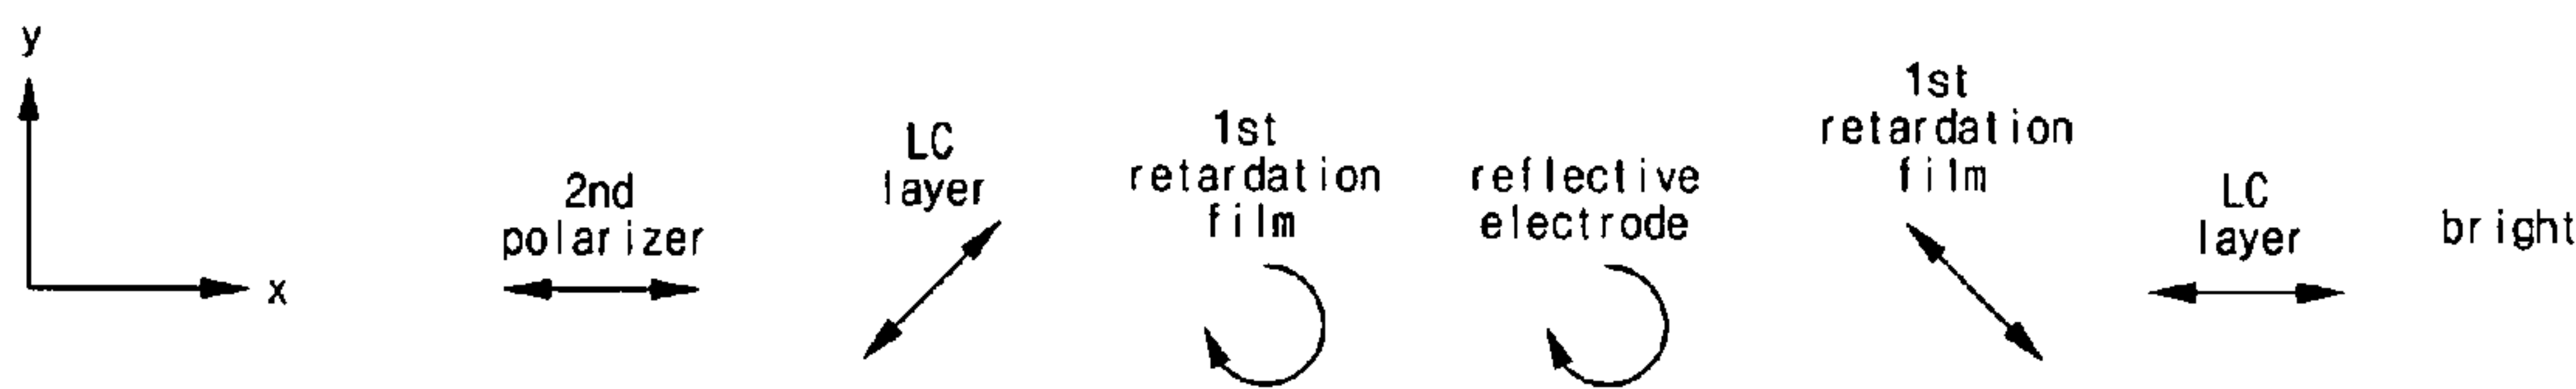 y
x
2nd
polarizer
LC
layer
1st
retardation
film
reflective
electrode
1st
retardation
film
LC
layer
bright